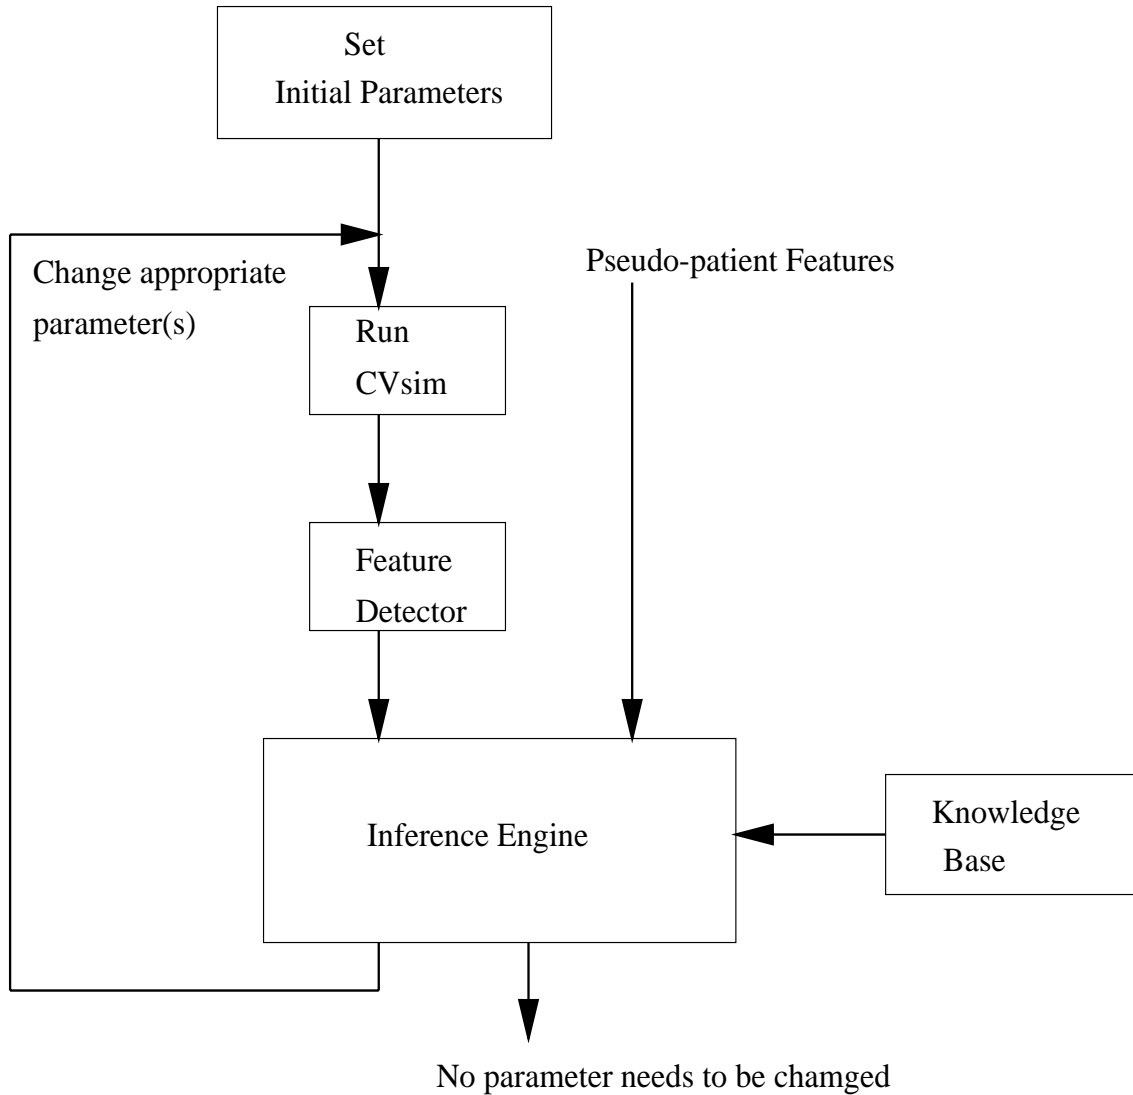 Set
Initial Parameters
Change appropriate
parameter(s)
Pseudo-patient Features
Run
CVsim
Feature
Detector
Inference Engine
Knowledge
Base
No parameter needs to be chamged